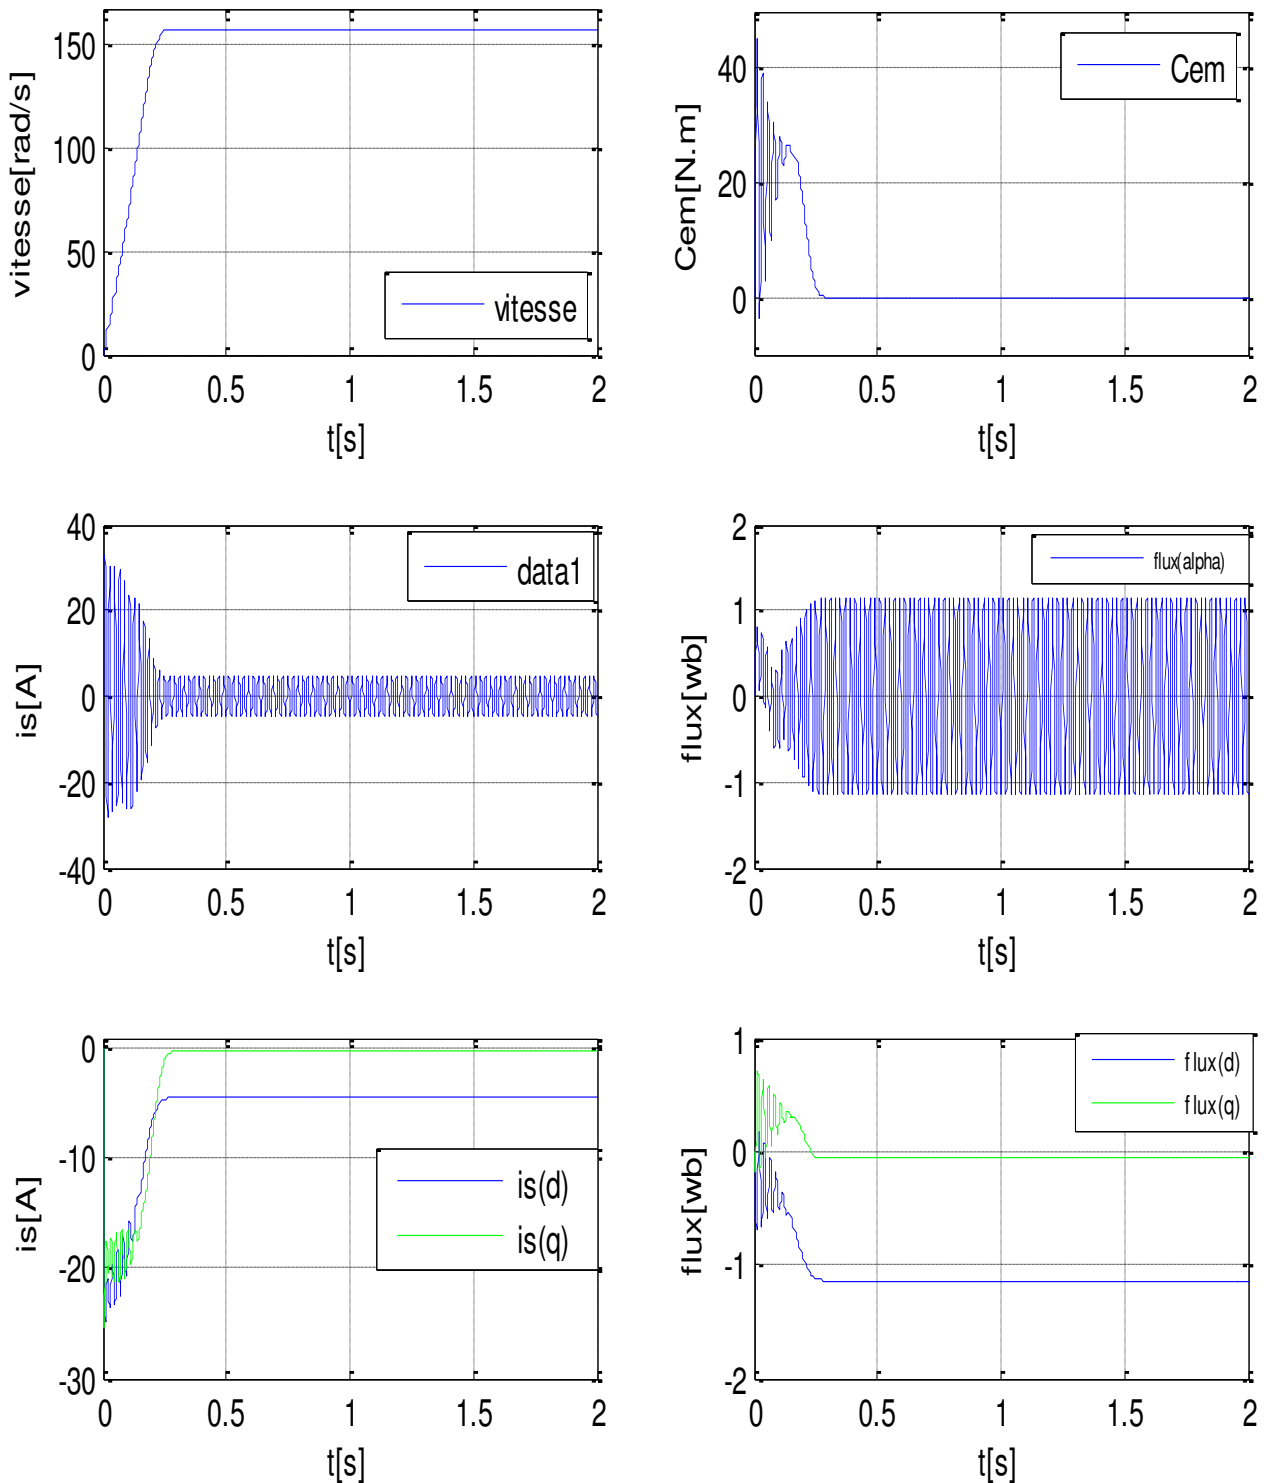 vitesse[rad/s]
150
100
50
0
0 0.5 1 1.5 2
t[s]
vitesse
Cem[N.m]
40
20
0
0 0.5 1 1.5 2
t[s]
Cem
is[A]
40
20
0
-20
-40
0 0.5 1 1.5 2
t[s]
data1
flux[wb]
2
1
0
-1
-2
0 0.5 1 1.5 2
t[s]
flux(alpha)
is[A]
0
-10
-20
-30
0 0.5 1 1.5 2
t[s]
is(d)
is(q)
flux[wb]
1
0
-1
-2
0 0.5 1 1.5 2
t[s]
flux(d)
flux(q)